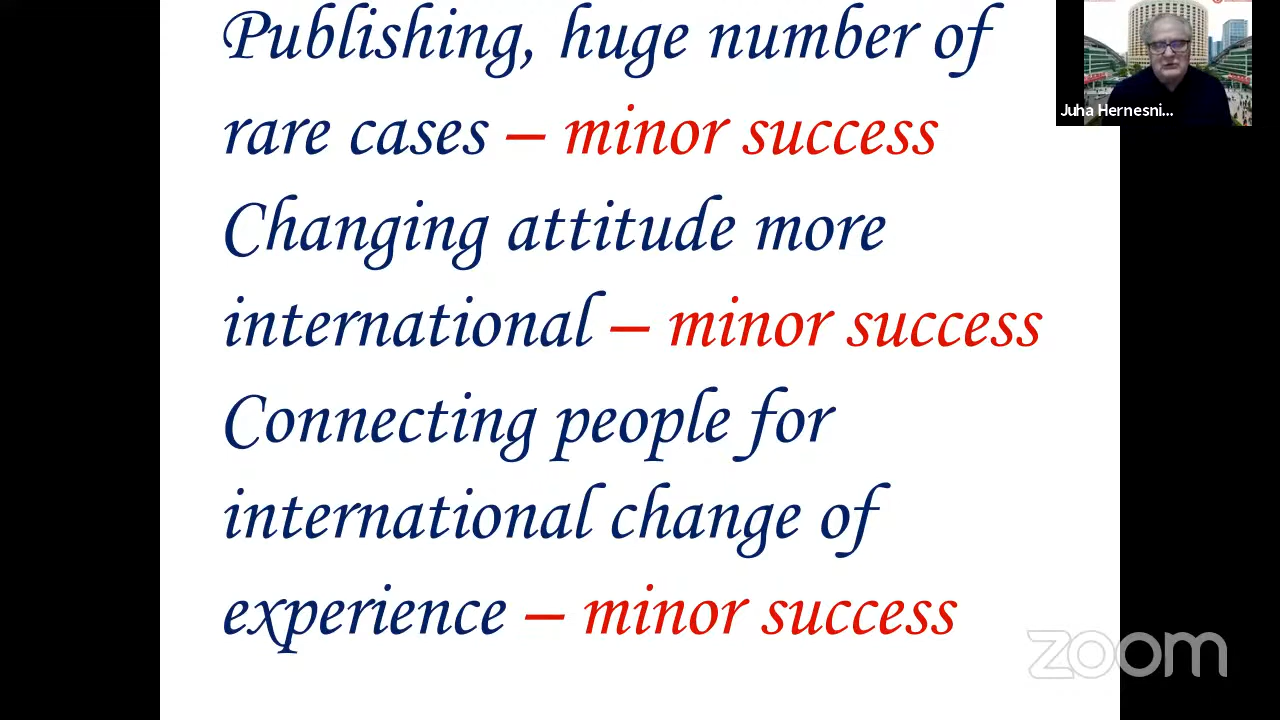 Publishing, huge number of
rare cases – minor success
Changing attitude more
international – minor success
Connecting people for
international change of
experience – minor success
Juha Hernesni...
zoom